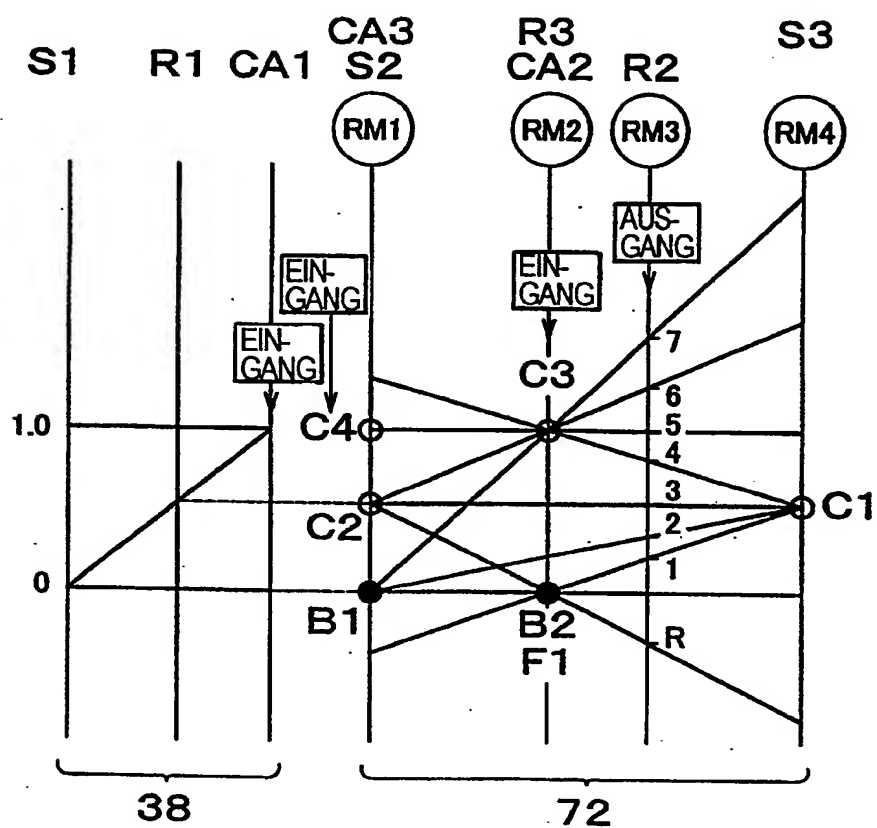 CA3 R3 S3
S1 R1 CA1 S2 CA2 R2
RM1 RM2 RM3 RM4
AUS-
GANG
EIN-
GANG
EIN-
GANG
EIN-
GANG
7
C3
6
1.0
C4
5
4
3
C2
C1
2
1
0
B1
B2
R
F1
38
72